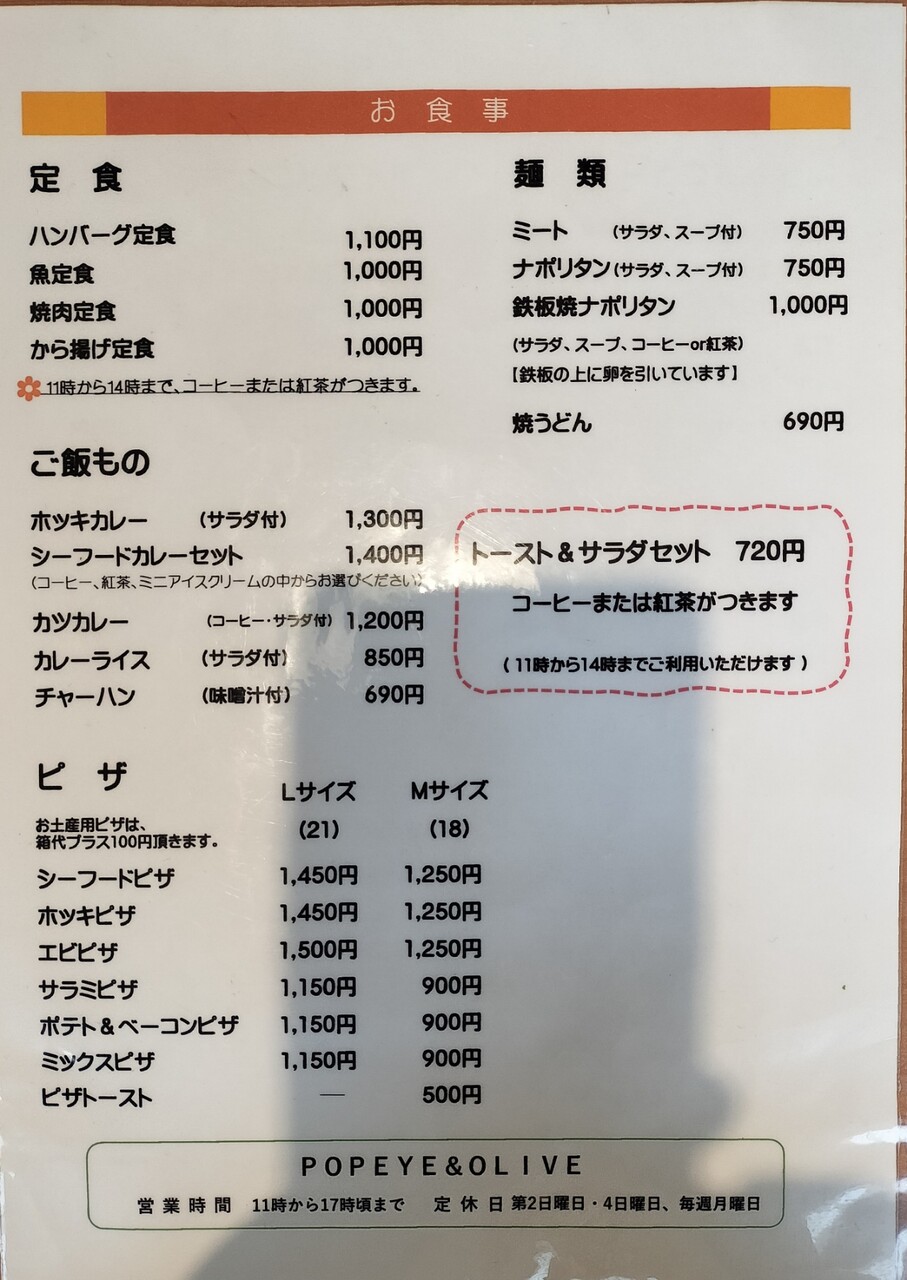 お食事
定食
ハンバーグ定食 1,100円
魚定食 1,000円
焼肉定食 1,000円
から揚げ定食 1,000円
11時から14時まで、コーヒーまたは紅茶がつきます。
ご飯もの
ホッキカレー (サラダ付) 1,300円
シーフードカレーセット 1,400円
(コーヒー、紅茶、ミニアイスクリームの中からお選びください)
カツカレー (コーヒー・サラダ付) 1,200円
カレーライス (サラダ付) 850円
チャーハン (味噌汁付) 690円
麺類
ミート (サラダ、スープ付) 750円
ナポリタン (サラダ、スープ付) 750円
鉄板焼ナポリタン 1,000円
(サラダ、スープ、コーヒーor紅茶)
【鉄板の上に卵を引いています】
焼うどん 690円
トースト&サラダセット 720円
コーヒーまたは紅茶がつきます
(11時から14時までご利用いただけます)
ピザ Lサイズ Mサイズ
お土産用ピザは、 (21) (18)
箱代プラス100円頂きます。
シーフードピザ 1,450円 1,250円
ホッキピザ 1,450円 1,250円
エビピザ 1,500円 1,250円
サラミピザ 1,150円 900円
ポテト&ベーコンピザ 1,150円 900円
ミックスピザ 1,150円 900円
ピザトースト ― 500円
POPEYE&OLIVE
営業時間 11時から17時頃まで 定休日 第2日曜日・4日曜日、毎週月曜日